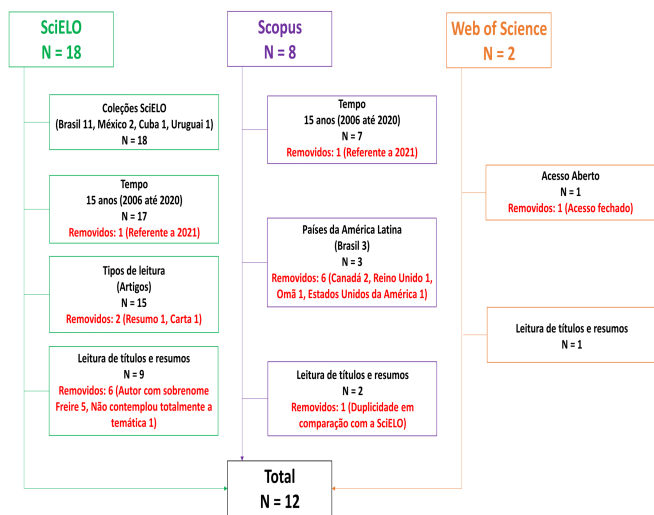 SciELO
N = 18
Coleções SciELO
(Brasil 11, México 2, Cuba 1, Uruguai 1)
N = 18
Tempo
15 anos (2006 até 2020)
N = 17
Removidos: 1 (Referente a 2021)
Tipos de leitura
(Artigos)
N = 15
Removidos: 2 (Resumo 1, Carta 1)
Leitura de títulos e resumos
N = 9
Removidos: 6 (Autor com sobrenome
Freire 5, Não contemplou totalmente a
temática 1)
Scopus
N = 8
Tempo
15 anos (2006 até 2020)
N = 7
Removidos: 1 (Referente a 2021)
Países da América Latina
(Brasil 3)
N = 3
Removidos: 6 (Canadá 2, Reino Unido 1,
Omã 1, Estados Unidos da América 1)
Leitura de títulos e resumos
N = 2
Removidos: 1 (Duplicidade em
comparação com a SciELO)
Web of Science
N = 2
Acesso Aberto
N = 1
Removidos: 1 (Acesso fechado)
Leitura de títulos e resumos
N = 1
Total
N = 12